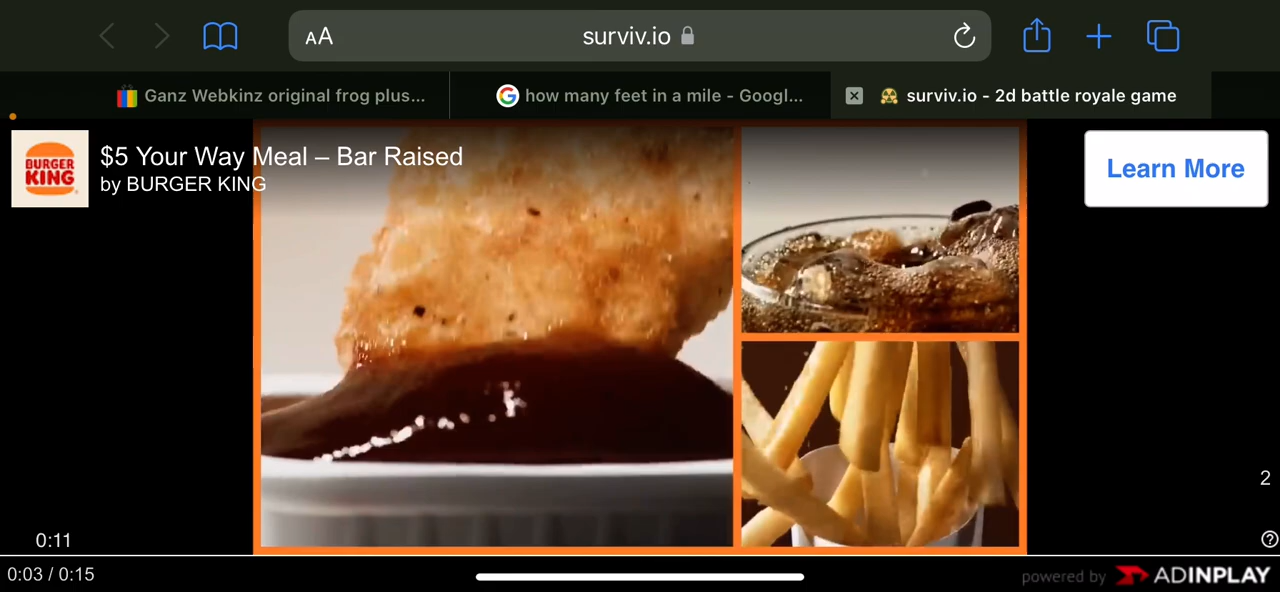 AA
surviv.io
Ganz Webkinz original frog plus...
how many feet in a mile - Googl...
surviv.io - 2d battle royale game
BURGER
KING
$5 Your Way Meal – Bar Raised
by BURGER KING
Learn More
2
0:11
0:03 / 0:15
powered by ADINPLAY